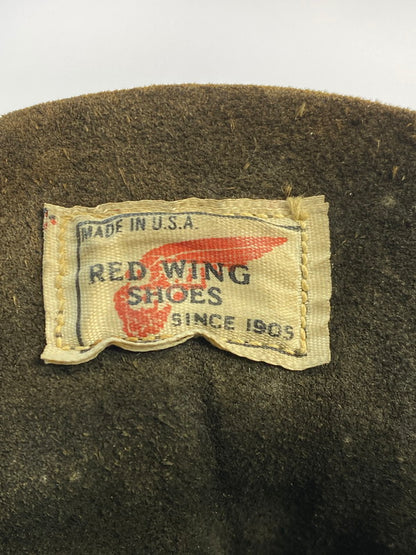 MADE IN U.S.A.
RED WING
SHOES
SINCE 1905